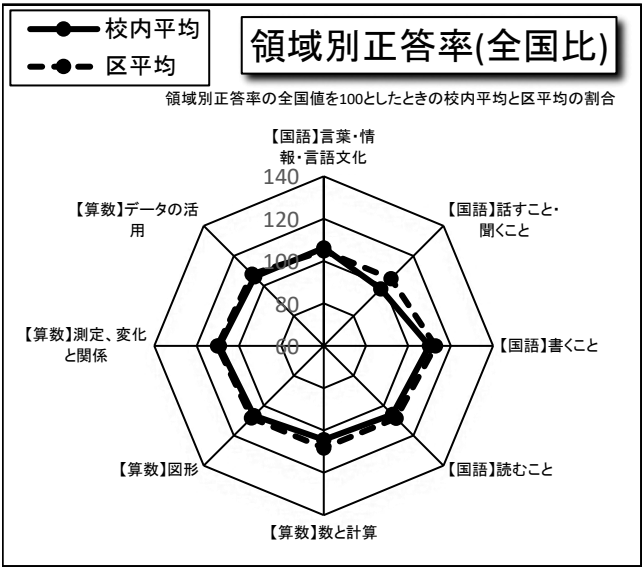 校内平均
区平均
領域別正答率(全国比)
領域別正答率の全国値を100としたときの校内平均と区平均の割合
【国語】言葉・情
報・言語文化
【国語】話すこと・
聞くこと
【国語】書くこと
【国語】読むこと
【算数】数と計算
【算数】図形
【算数】測定、変化
と関係
【算数】データの活
用
140
120
100
80
60